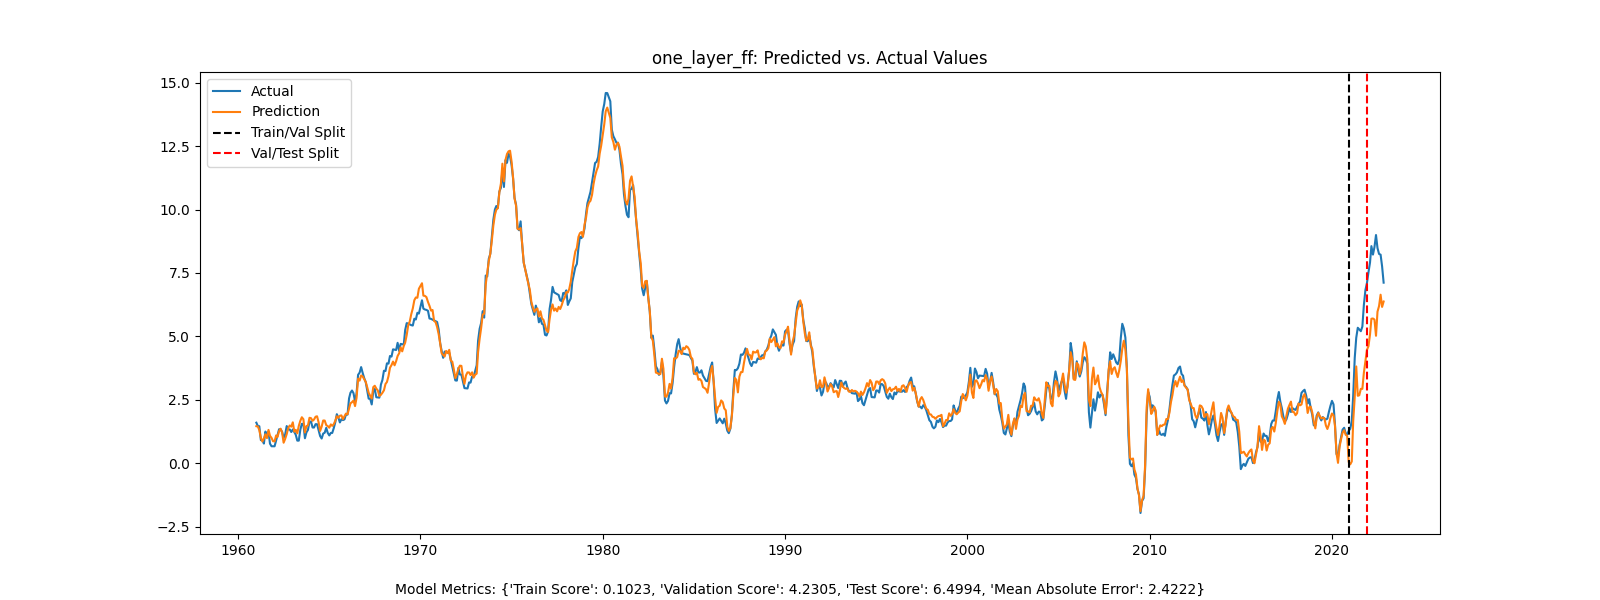 one_layer_ff: Predicted vs. Actual Values
15.0
12.5
10.0
7.5
5.0
2.5
0.0
−2.5
Actual
Prediction
Train/Val Split
Val/Test Split
1960 1970 1980 1990 2000 2010 2020
Model Metrics: {'Train Score': 0.1023, 'Validation Score': 4.2305, 'Test Score': 6.4994, 'Mean Absolute Error': 2.4222}